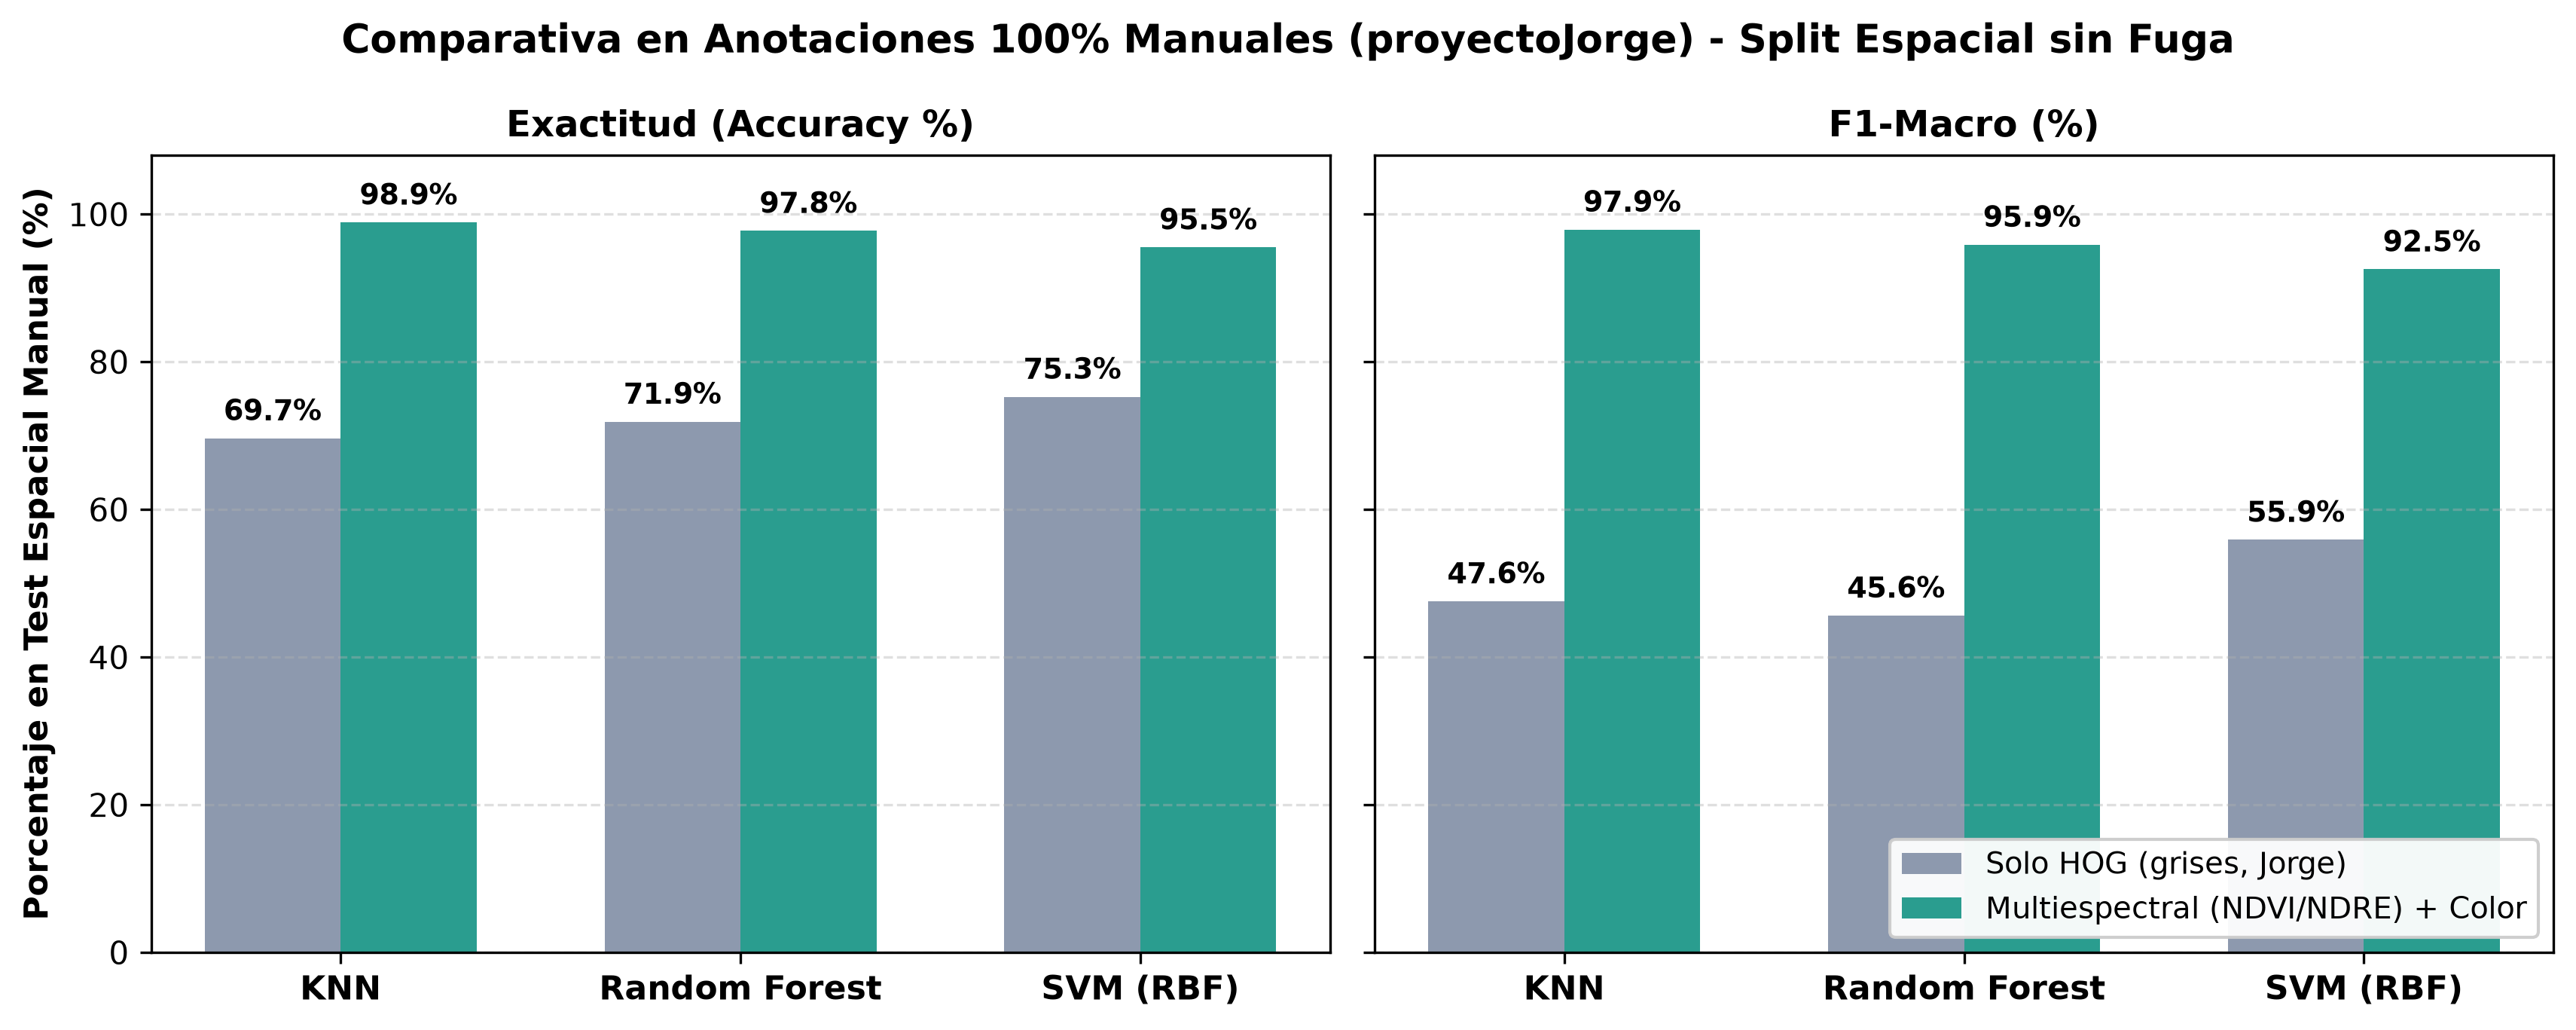 Comparativa en Anotaciones 100% Manuales (proyectoJorge) - Split Espacial sin Fuga
Exactitud (Accuracy %)
Porcentaje en Test Espacial Manual (%)
100
80
60
40
20
0
98.9%
97.8%
95.5%
69.7%
71.9%
75.3%
KNN
Random Forest
SVM (RBF)
F1-Macro (%)
97.9%
95.9%
92.5%
47.6%
45.6%
55.9%
Solo HOG (grises, Jorge)
Multiespectral (NDVI/NDRE) + Color
KNN
Random Forest
SVM (RBF)